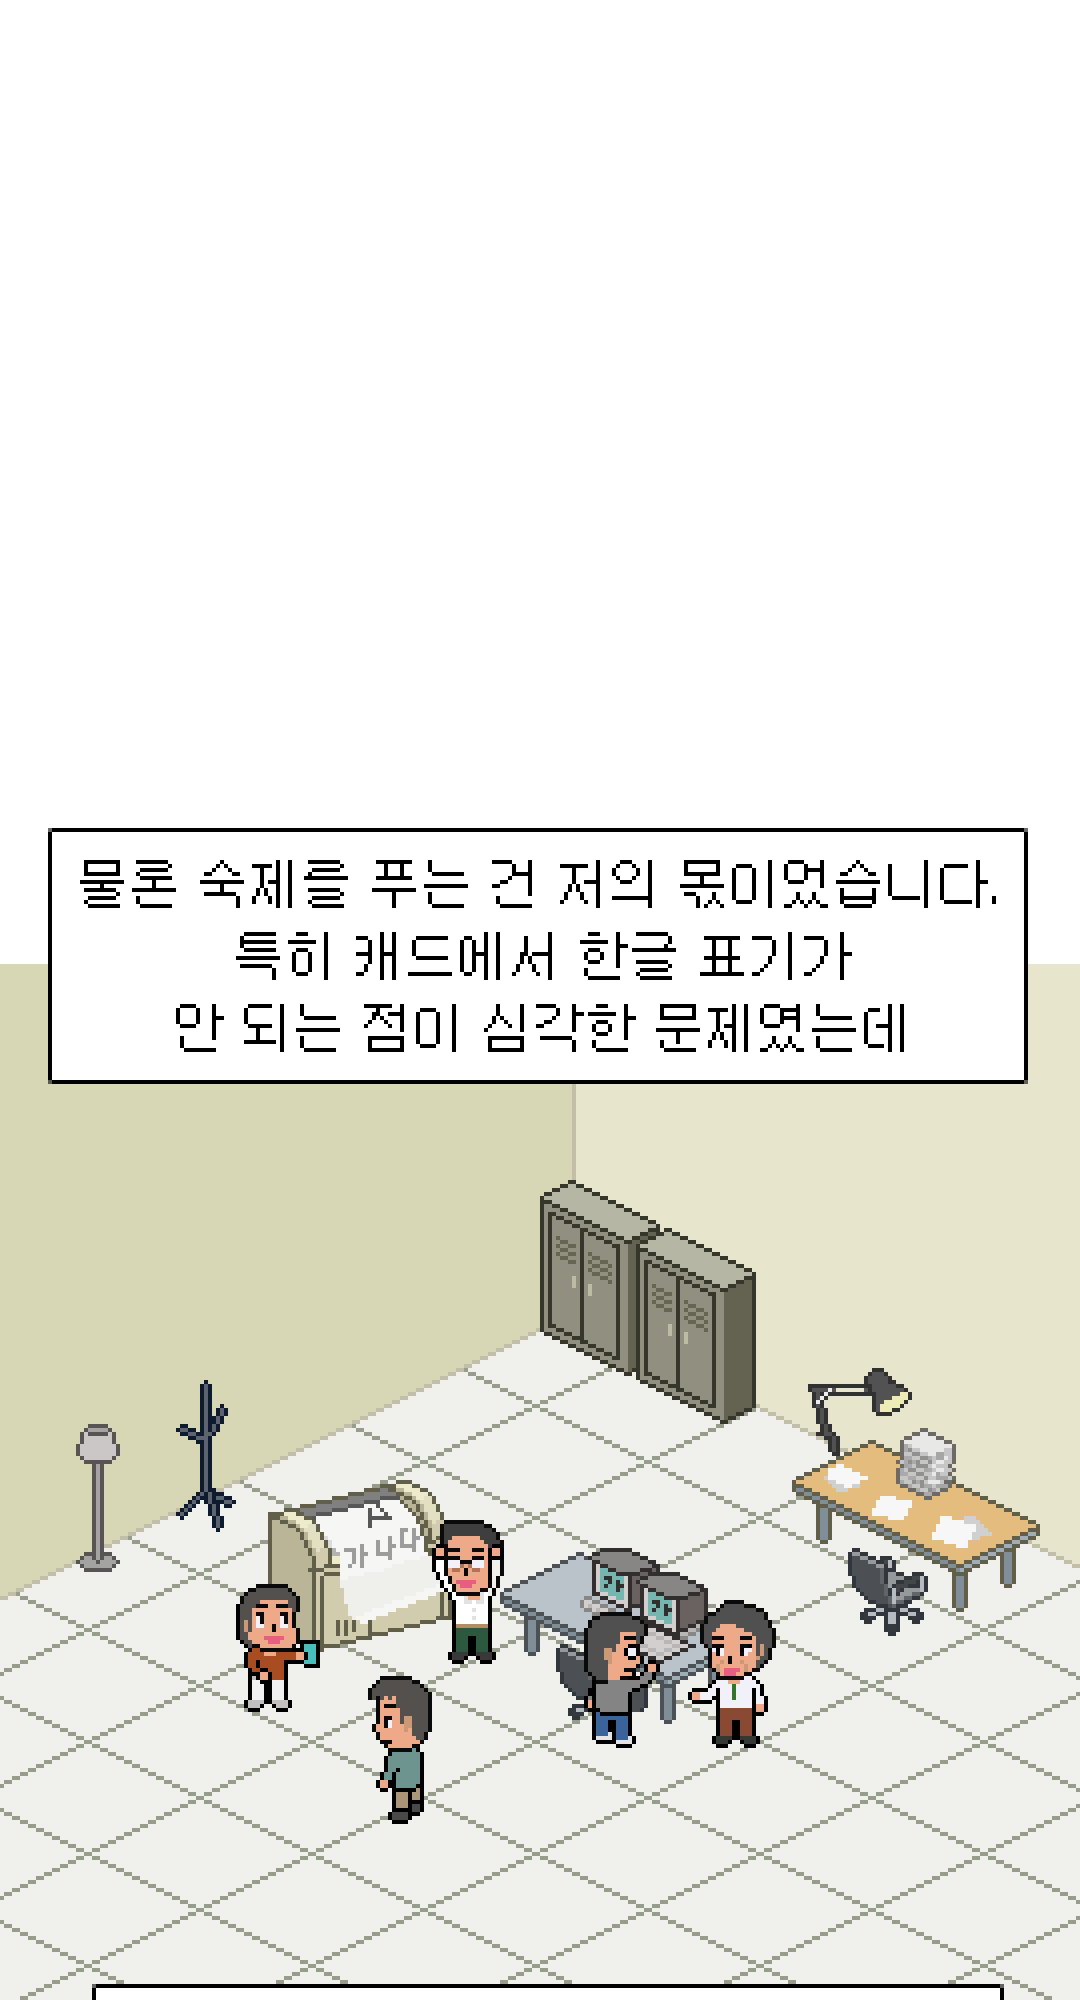 물론 숙제를 푸는 건 저의 몫이었습니다.
특히 캐드에서 한글 표기가
안 되는 점이 심각한 문제였는데
가나다